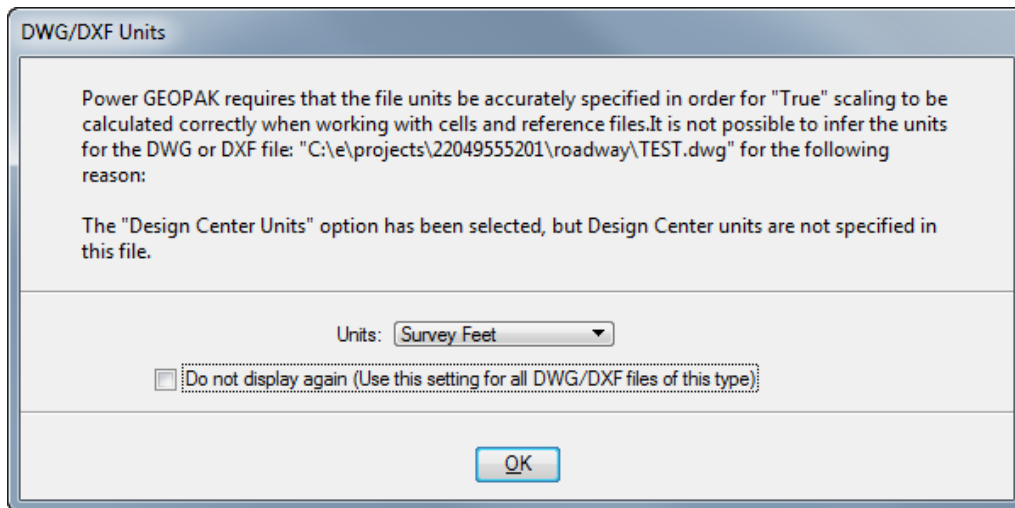 DWG/DXF Units
Power GEOPAK requires that the file units be accurately specified in order for "True" scaling to be
calculated correctly when working with cells and reference files.It is not possible to infer the units
for the DWG or DXF file: "C:\e\projects\22049555201\roadway\TEST.dwg" for the following
reason:
The "Design Center Units" option has been selected, but Design Center units are not specified in
this file.
Units: Survey Feet
Do not display again (Use this setting for all DWG/DXF files of this type)
OK